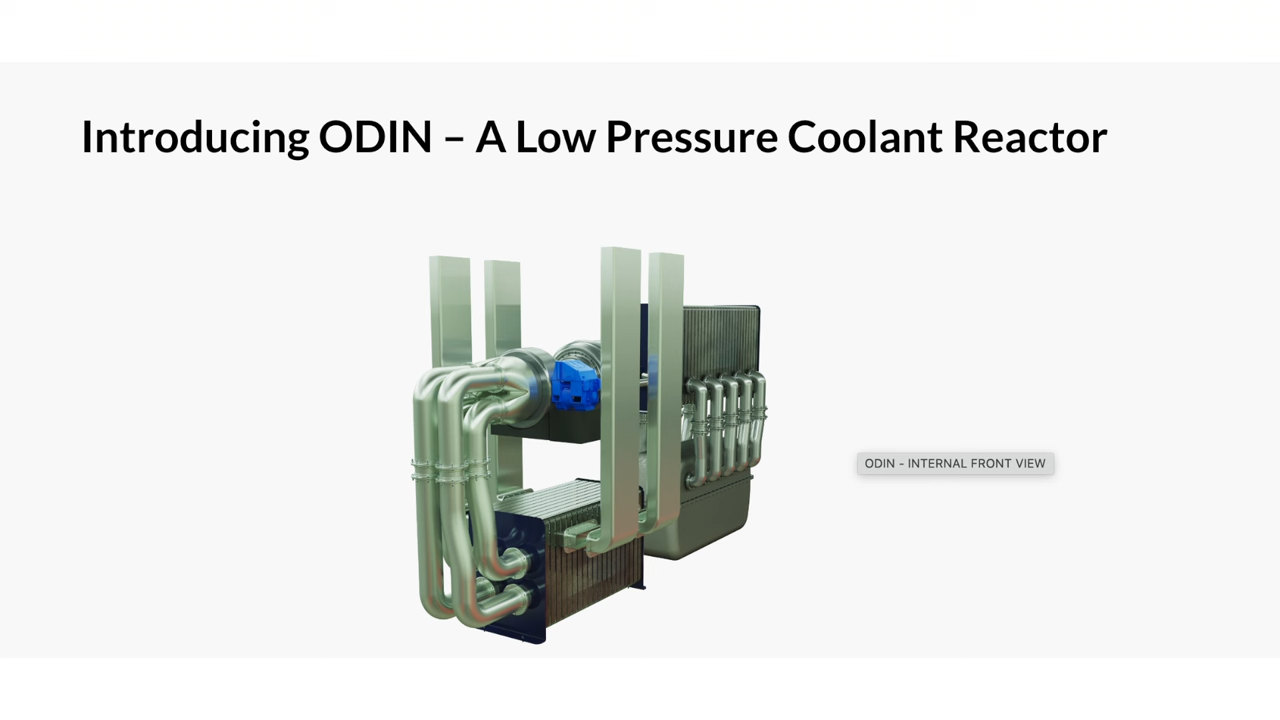 Introducing ODIN – A Low Pressure Coolant Reactor
ODIN - INTERNAL FRONT VIEW